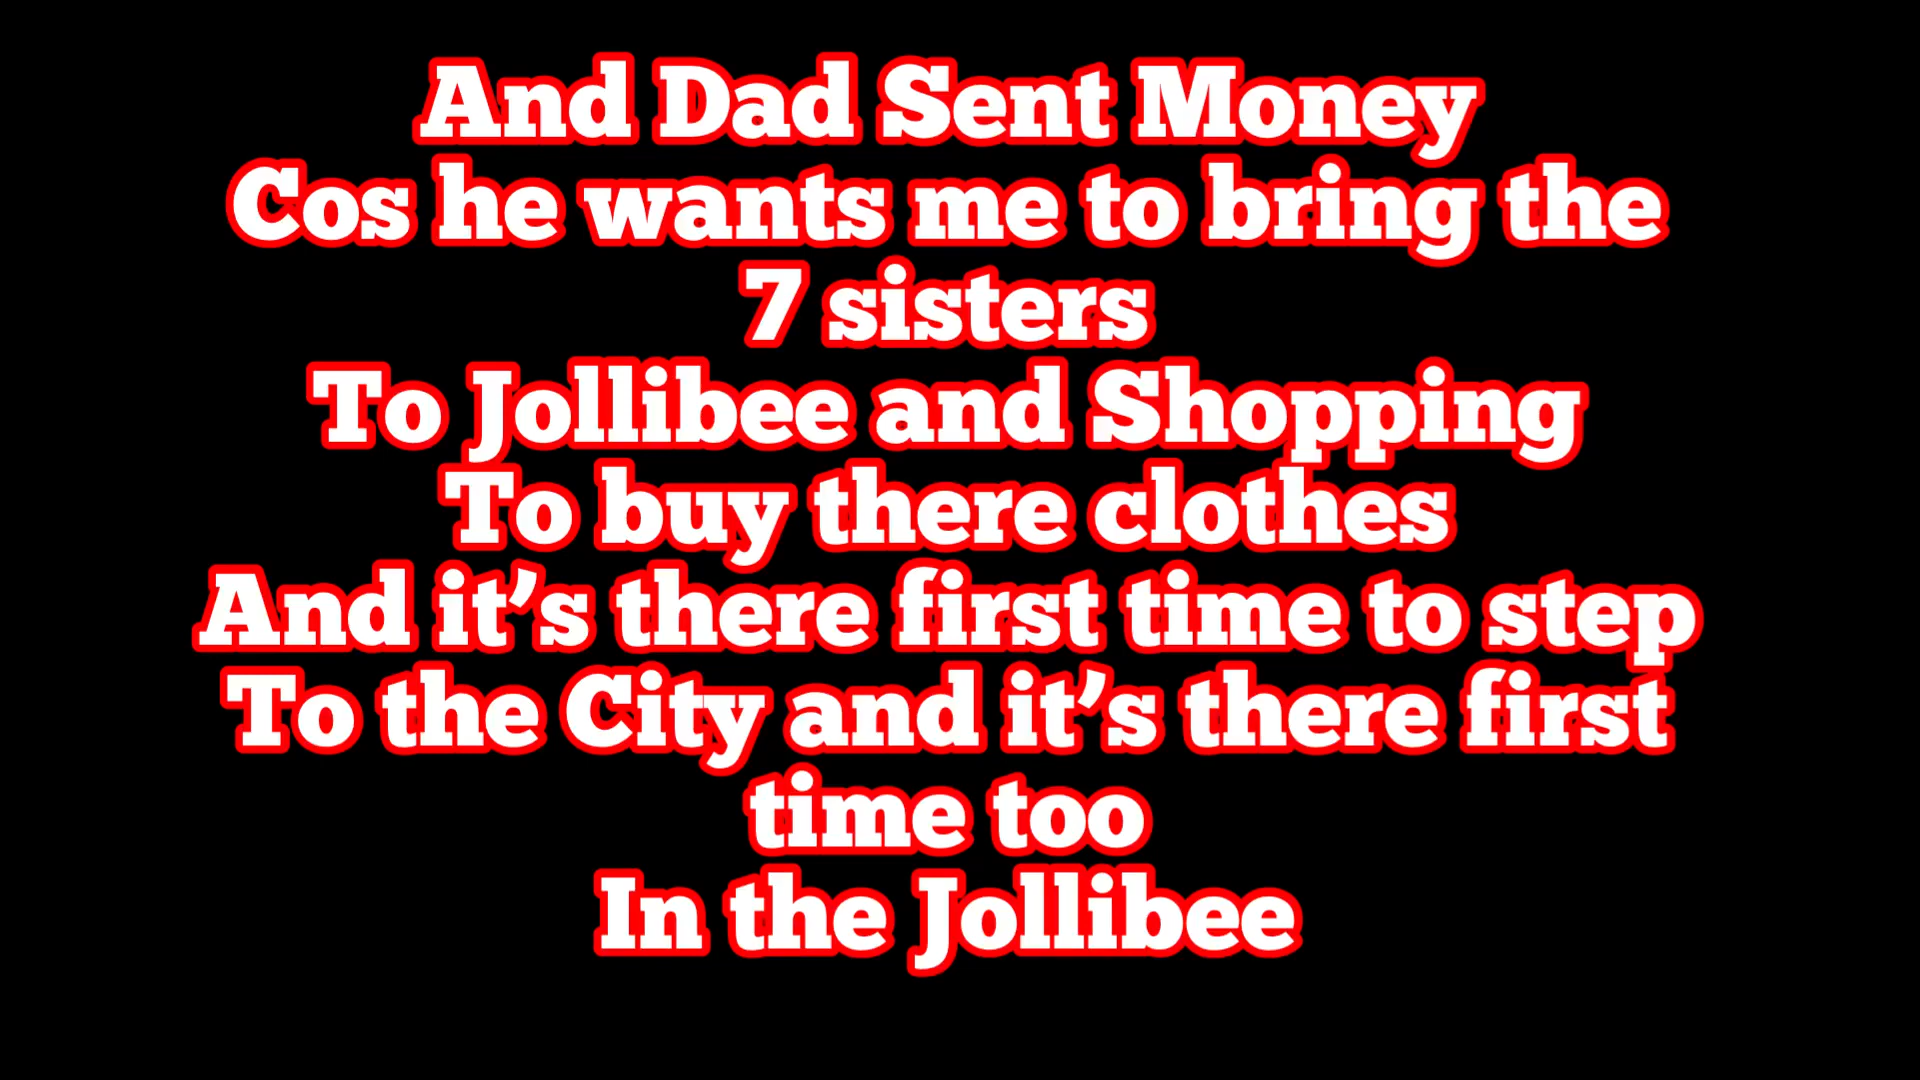 And Dad Sent Money
Cos he wants me to bring the
7 sisters
To Jollibee and Shopping
To buy there clothes
And it’s there first time to step
To the City and it’s there first
time too
In the Jollibee